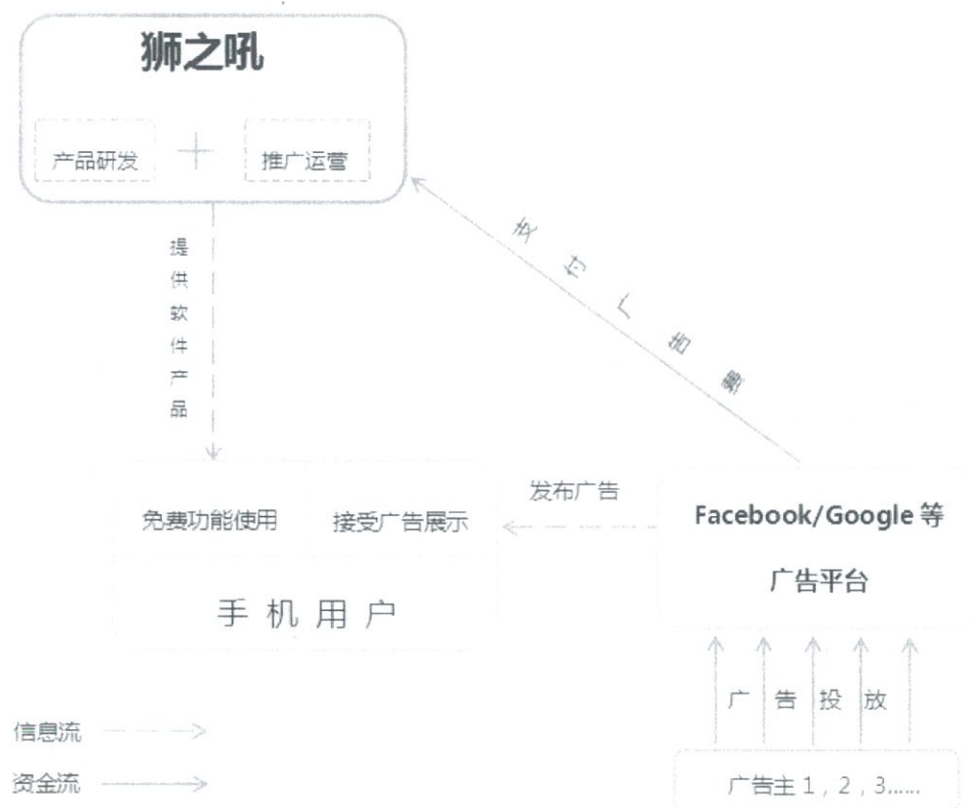 狮之吼
产品研发
推广运营
提供软件产品
支付广告费
免费功能使用
接受广告展示
手机用户
发布广告
Facebook/Google 等
广告平台
广告投放
广告主 1，2，3......
信息流
资金流